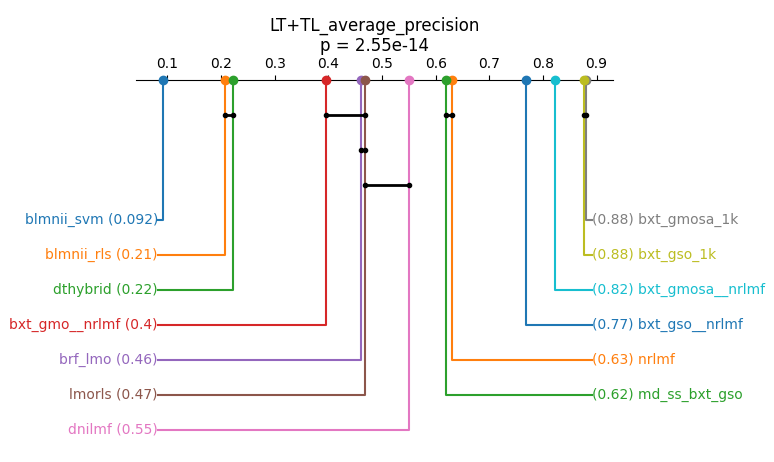 LT+TL_average_precision
p = 2.55e-14
0.1 0.2 0.3 0.4 0.5 0.6 0.7 0.8 0.9
blmnii_svm (0.092)
(0.88) bxt_gmosa_1k
blmnii_rls (0.21)
(0.88) bxt_gso_1k
dthybrid (0.22)
(0.82) bxt_gmosa__nrlmf
bxt_gmo__nrlmf (0.4)
(0.77) bxt_gso__nrlmf
brf_lmo (0.46)
(0.63) nrlmf
lmorls (0.47)
(0.62) md_ss_bxt_gso
dnilmf (0.55)